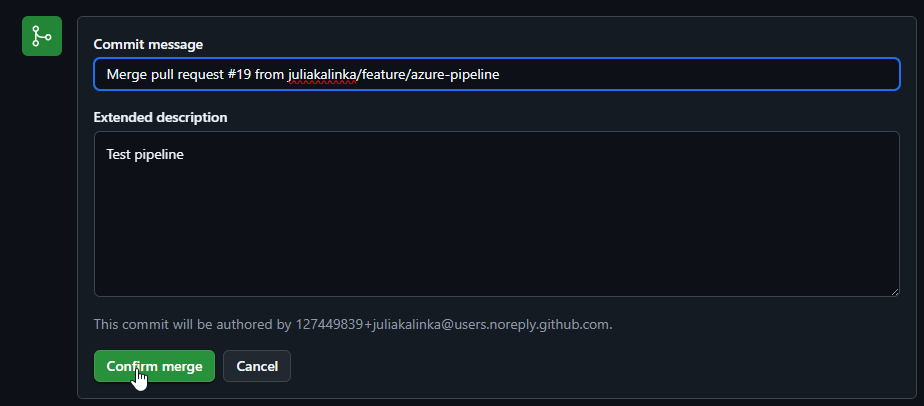 Commit message
Merge pull request #19 from juliakalinka/feature/azure-pipeline
Extended description
Test pipeline
This commit will be authored by 127449839+juliakalinka@users.noreply.github.com.
Confirm merge
Cancel